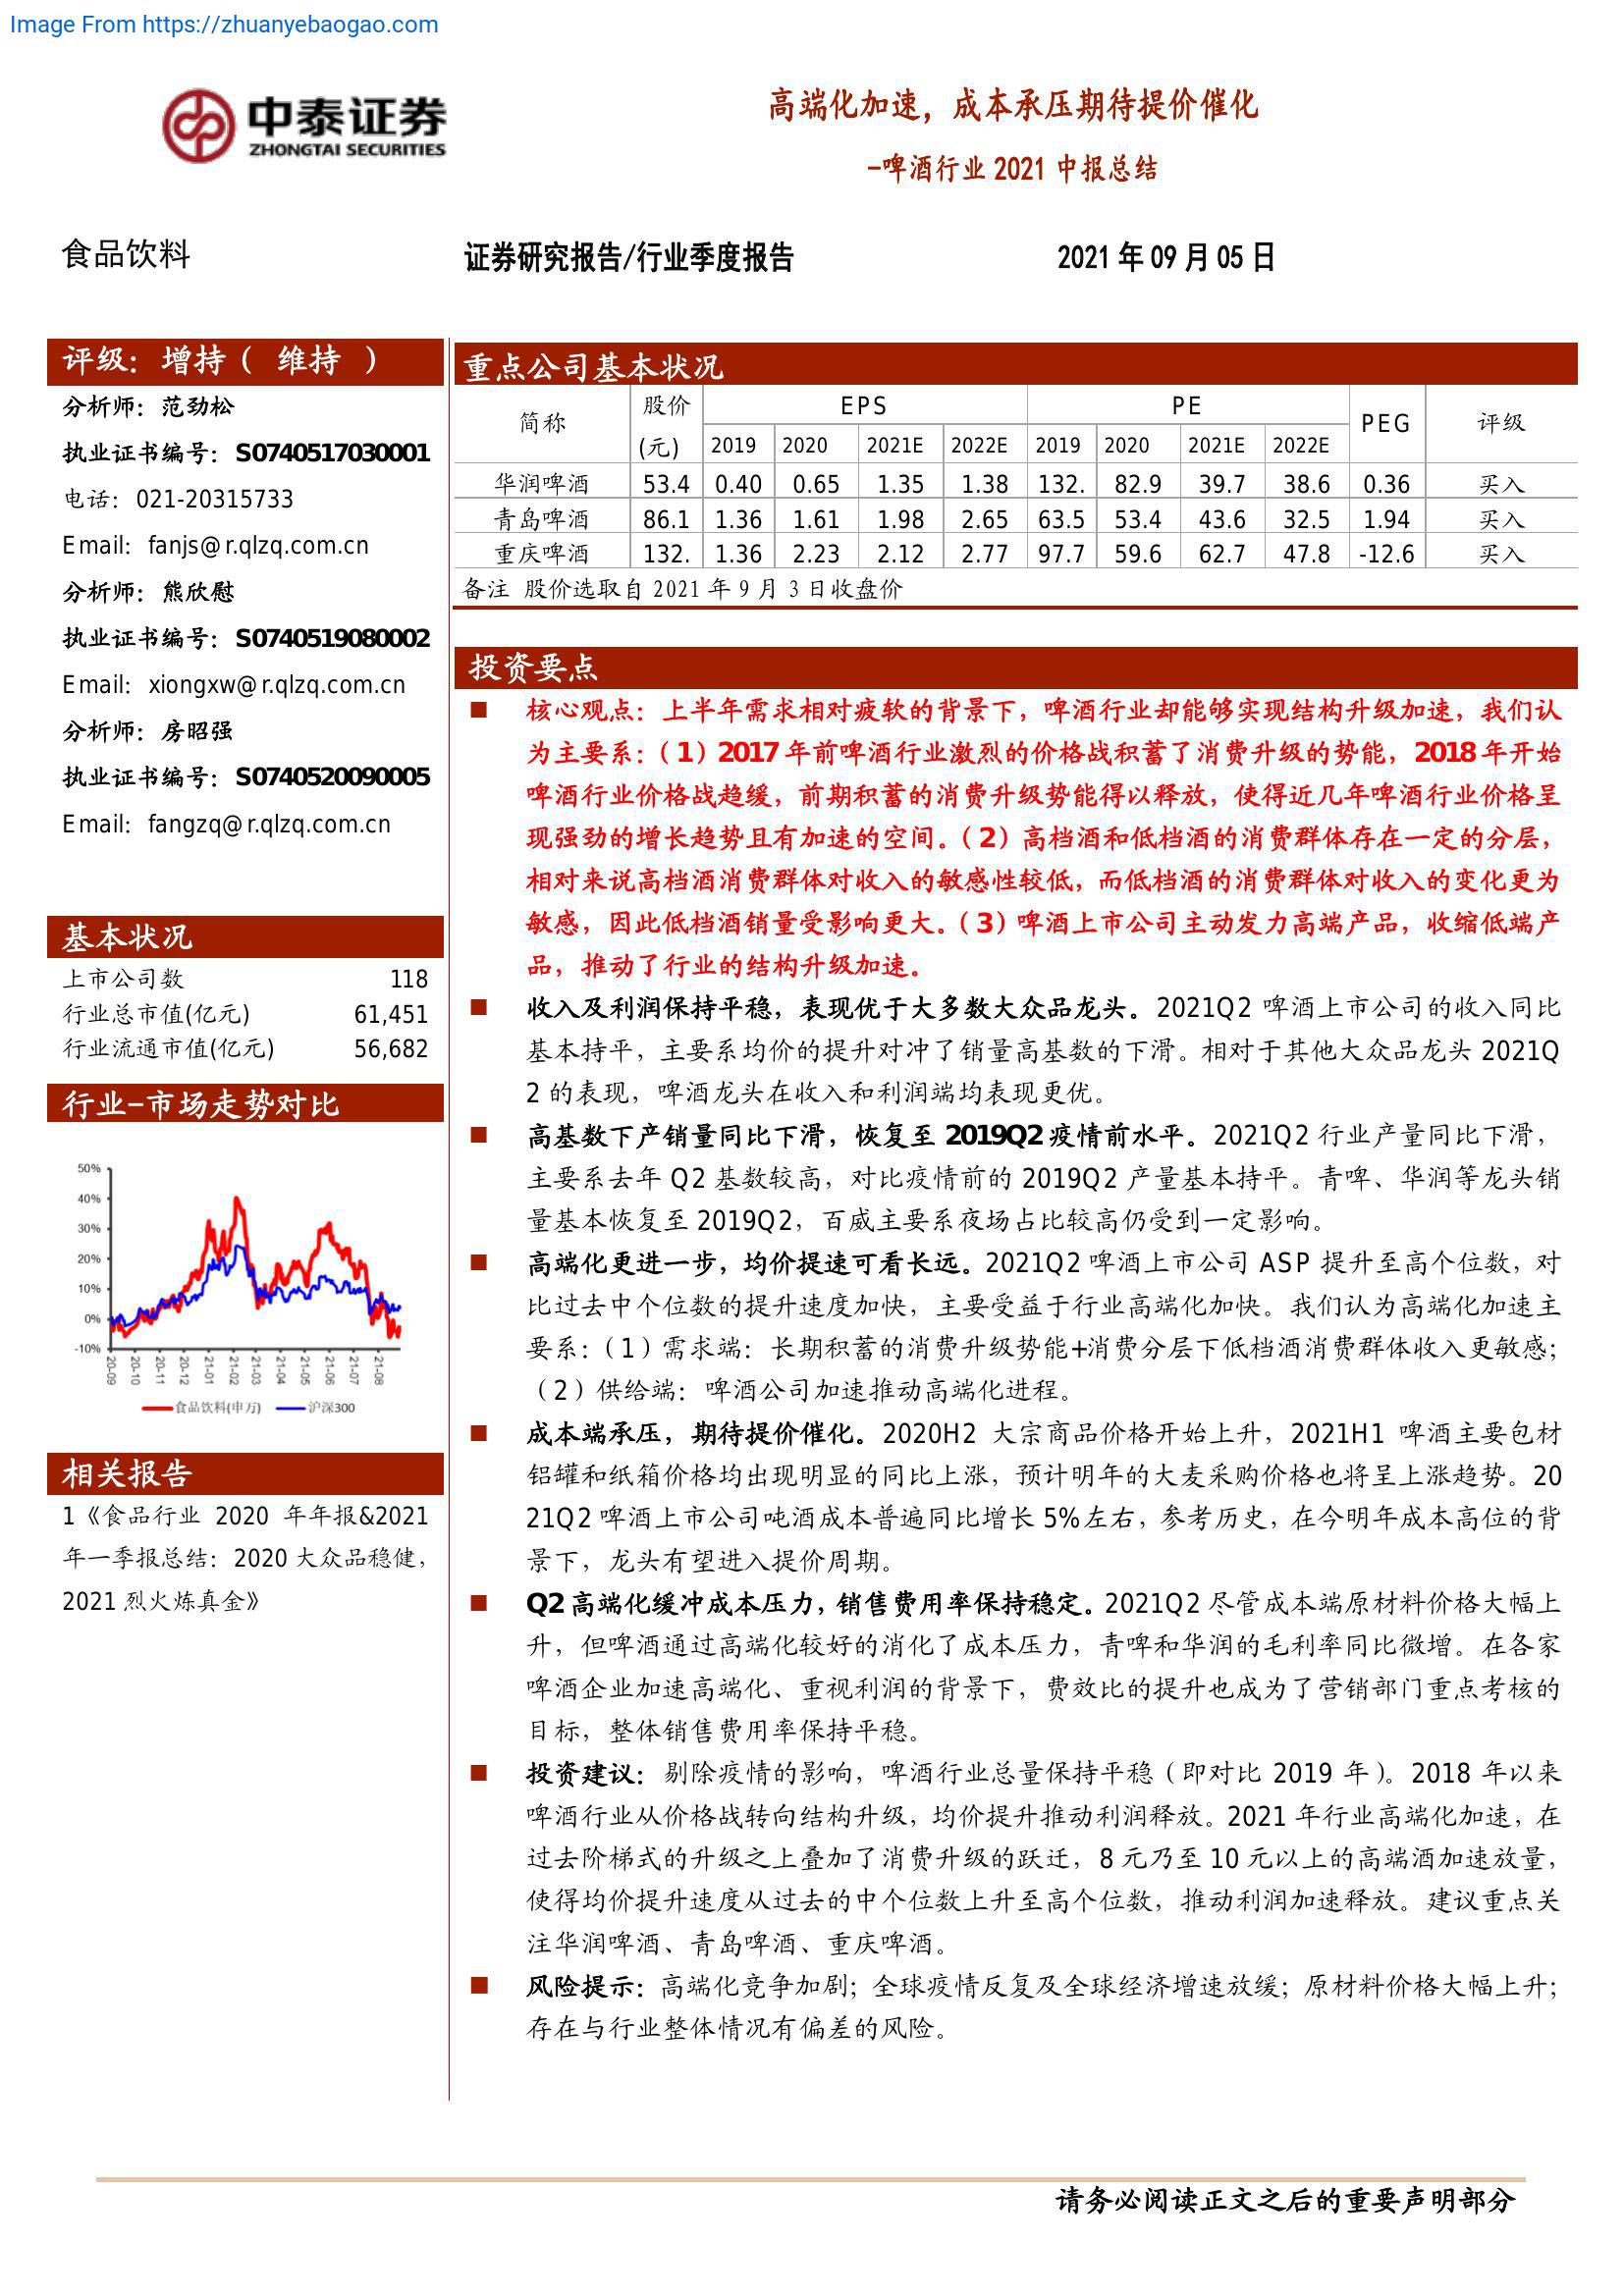 Image From https://zhuanyebaogao.com
中泰证券
ZHONGTAI SECURITIES
高端化加速，成本承压期待提价催化
-啤酒行业 2021 中报总结
食品饮料
证券研究报告/行业季度报告
2021 年 09 月 05 日
评级：增持（ 维持 ）
分析师：范劲松
执业证书编号：S0740517030001
电话：021-20315733
Email：fanjs@r.qlzq.com.cn
分析师：熊欣慰
执业证书编号：S0740519080002
Email：xiongxw@r.qlzq.com.cn
分析师：房昭强
执业证书编号：S0740520090005
Email：fangzq@r.qlzq.com.cn
基本状况
上市公司数 118
行业总市值(亿元) 61,451
行业流通市值(亿元) 56,682
行业-市场走势对比
50%
40%
30%
20%
10%
0%
-10%
20-09 20-10 20-11 20-12 21-01 21-02 21-03 21-04 21-05 21-06 21-07 21-08
食品饮料(申万) 沪深300
相关报告
1《食品行业 2020 年年报&2021
年一季报总结：2020 大众品稳健，
2021 烈火炼真金》
重点公司基本状况
简称 股价(元) EPS PE PEG 评级
2019 2020 2021E 2022E 2019 2020 2021E 2022E
华润啤酒 53.4 0.40 0.65 1.35 1.38 132. 82.9 39.7 38.6 0.36 买入
青岛啤酒 86.1 1.36 1.61 1.98 2.65 63.5 53.4 43.6 32.5 1.94 买入
重庆啤酒 132. 1.36 2.23 2.12 2.77 97.7 59.6 62.7 47.8 -12.6 买入
备注 股价选取自 2021 年 9 月 3 日收盘价
投资要点
■ 核心观点：上半年需求相对疲软的背景下，啤酒行业却能够实现结构升级加速，我们认
为主要系：（1）2017 年前啤酒行业激烈的价格战积蓄了消费升级的势能，2018 年开始
啤酒行业价格战趋缓，前期积蓄的消费升级势能得以释放，使得近几年啤酒行业价格呈
现强劲的增长趋势且有加速的空间。（2）高档酒和低档酒的消费群体存在一定的分层，
相对来说高档酒消费群体对收入的敏感性较低，而低档酒的消费群体对收入的变化更为
敏感，因此低档酒销量受影响更大。（3）啤酒上市公司主动发力高端产品，收缩低端产
品，推动了行业的结构升级加速。
■ 收入及利润保持平稳，表现优于大多数大众品龙头。2021Q2 啤酒上市公司的收入同比
基本持平，主要系均价的提升对冲了销量高基数的下滑。相对于其他大众品龙头 2021Q
2 的表现，啤酒龙头在收入和利润端均表现更优。
■ 高基数下产销量同比下滑，恢复至 2019Q2 疫情前水平。2021Q2 行业产量同比下滑，
主要系去年 Q2 基数较高，对比疫情前的 2019Q2 产量基本持平。青啤、华润等龙头销
量基本恢复至 2019Q2，百威主要系夜场占比较高仍受到一定影响。
■ 高端化更进一步，均价提速可看长远。2021Q2 啤酒上市公司 ASP 提升至高个位数，对
比过去中个位数的提升速度加快，主要受益于行业高端化加快。我们认为高端化加速主
要系：（1）需求端：长期积蓄的消费升级势能+消费分层下低档酒消费群体收入更敏感；
（2）供给端：啤酒公司加速推动高端化进程。
■ 成本端承压，期待提价催化。2020H2 大宗商品价格开始上升，2021H1 啤酒主要包材
铝罐和纸箱价格均出现明显的同比上涨，预计明年的大麦采购价格也将呈上涨趋势。20
21Q2 啤酒上市公司吨酒成本普遍同比增长 5%左右，参考历史，在今明年成本高位的背
景下，龙头有望进入提价周期。
■ Q2 高端化缓冲成本压力，销售费用率保持稳定。2021Q2 尽管成本端原材料价格大幅上
升，但啤酒通过高端化较好的消化了成本压力，青啤和华润的毛利率同比微增。在各家
啤酒企业加速高端化、重视利润的背景下，费效比的提升也成为了营销部门重点考核的
目标，整体销售费用率保持平稳。
■ 投资建议：剔除疫情的影响，啤酒行业总量保持平稳（即对比 2019 年）。2018 年以来
啤酒行业从价格战转向结构升级，均价提升推动利润释放。2021 年行业高端化加速，在
过去阶梯式的升级之上叠加了消费升级的跃迁，8 元乃至 10 元以上的高端酒加速放量，
使得均价提升速度从过去的中个位数上升至高个位数，推动利润加速释放。建议重点关
注华润啤酒、青岛啤酒、重庆啤酒。
■ 风险提示：高端化竞争加剧；全球疫情反复及全球经济增速放缓；原材料价格大幅上升；
存在与行业整体情况有偏差的风险。
请务必阅读正文之后的重要声明部分